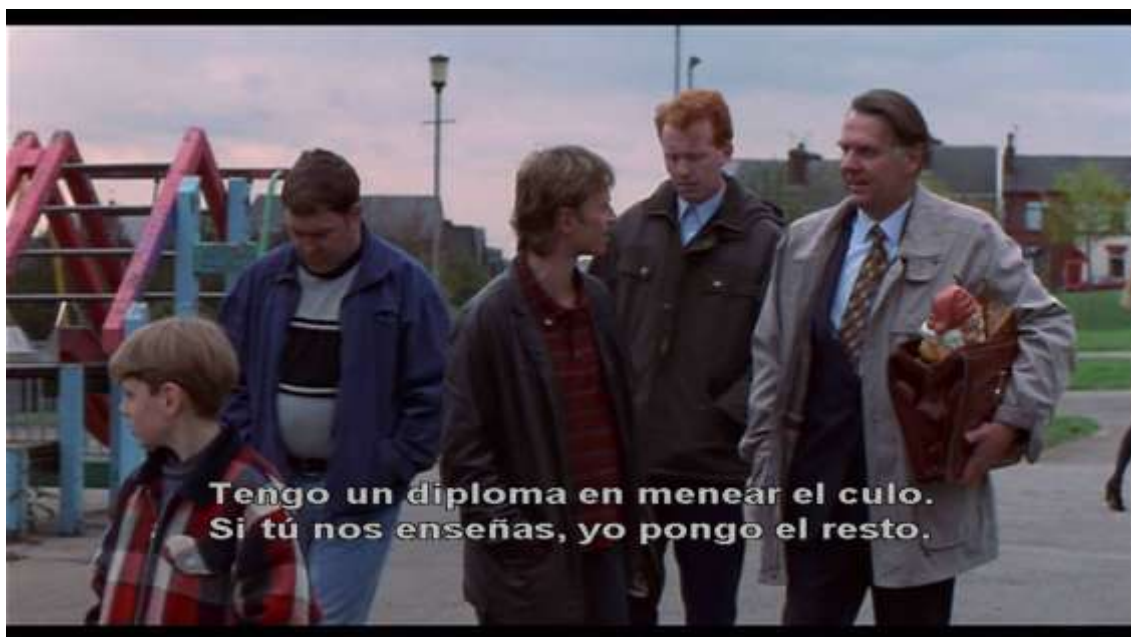 Tengo un diploma en menear el culo.
Si tú nos enseñas, yo pongo el resto.